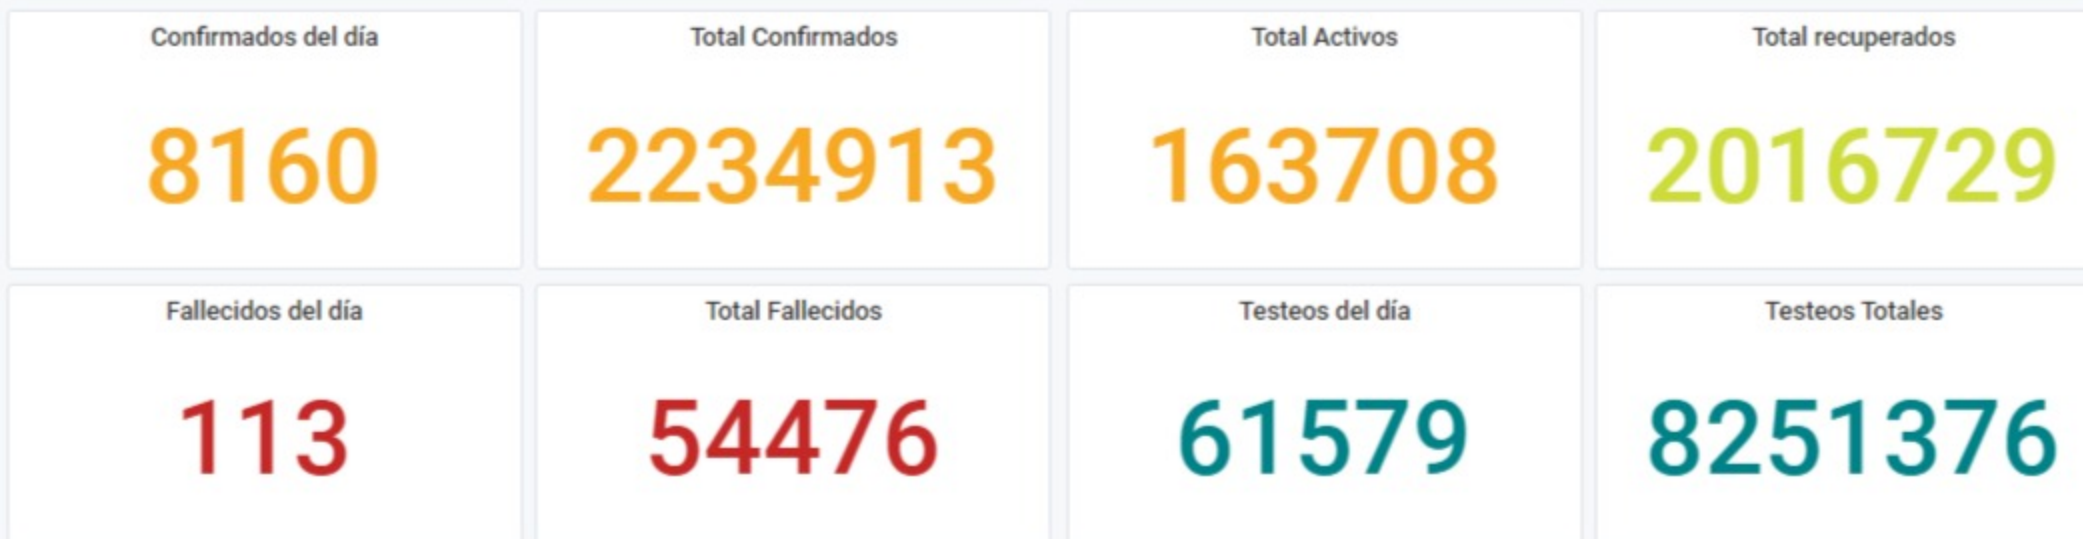 Confirmados del día
8160
Total Confirmados
2234913
Total Activos
163708
Total recuperados
2016729
Fallecidos del día
113
Total Fallecidos
54476
Testeos del día
61579
Testeos Totales
8251376